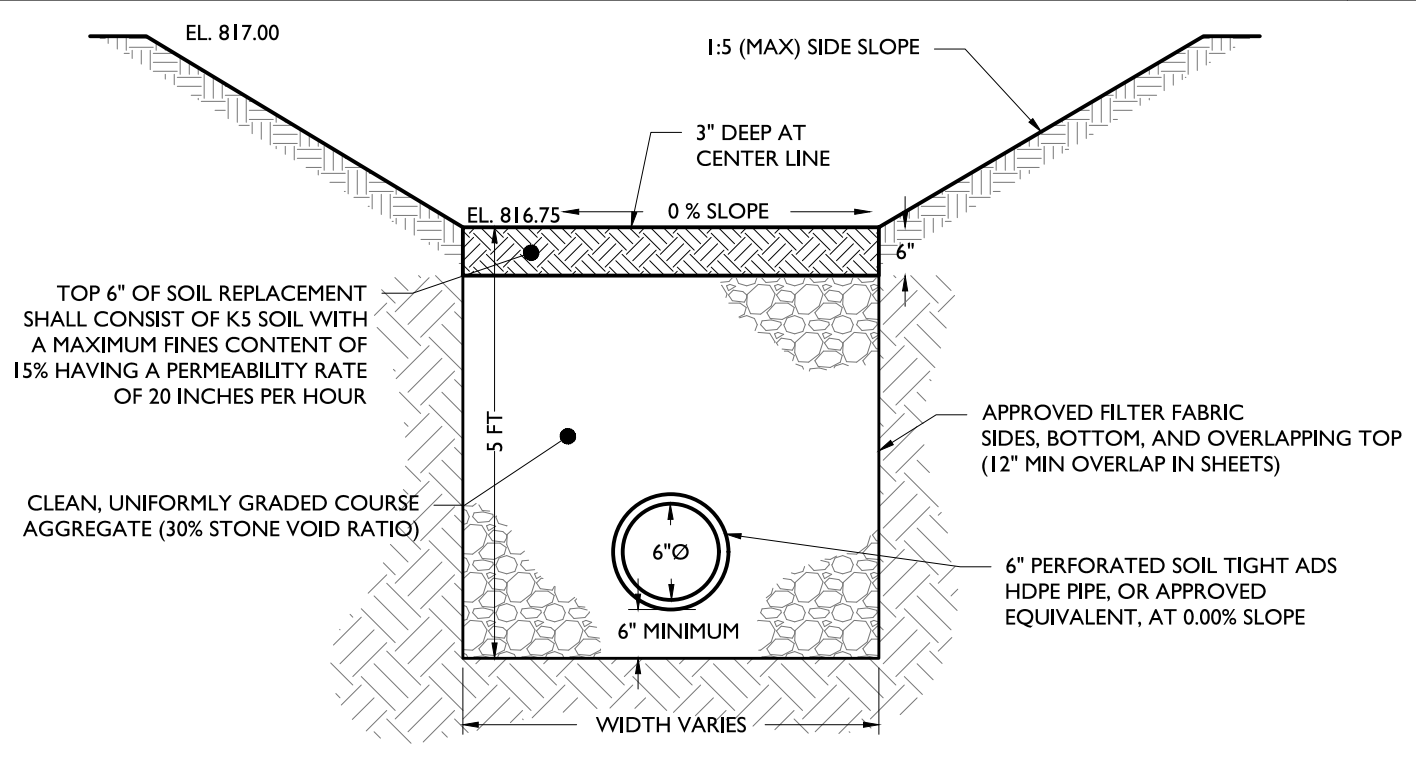 EL. 817.00
1:5 (MAX) SIDE SLOPE
3" DEEP AT
CENTER LINE
EL. 816.75
0 % SLOPE
6"
TOP 6" OF SOIL REPLACEMENT
SHALL CONSIST OF K5 SOIL WITH
A MAXIMUM FINES CONTENT OF
15% HAVING A PERMEABILITY RATE
OF 20 INCHES PER HOUR
5 FT
APPROVED FILTER FABRIC
SIDES, BOTTOM, AND OVERLAPPING TOP
(12" MIN OVERLAP IN SHEETS)
CLEAN, UNIFORMLY GRADED COURSE
AGGREGATE (30% STONE VOID RATIO)
6"Ø
6" PERFORATED SOIL TIGHT ADS
HDPE PIPE, OR APPROVED
EQUIVALENT, AT 0.00% SLOPE
6" MINIMUM
WIDTH VARIES